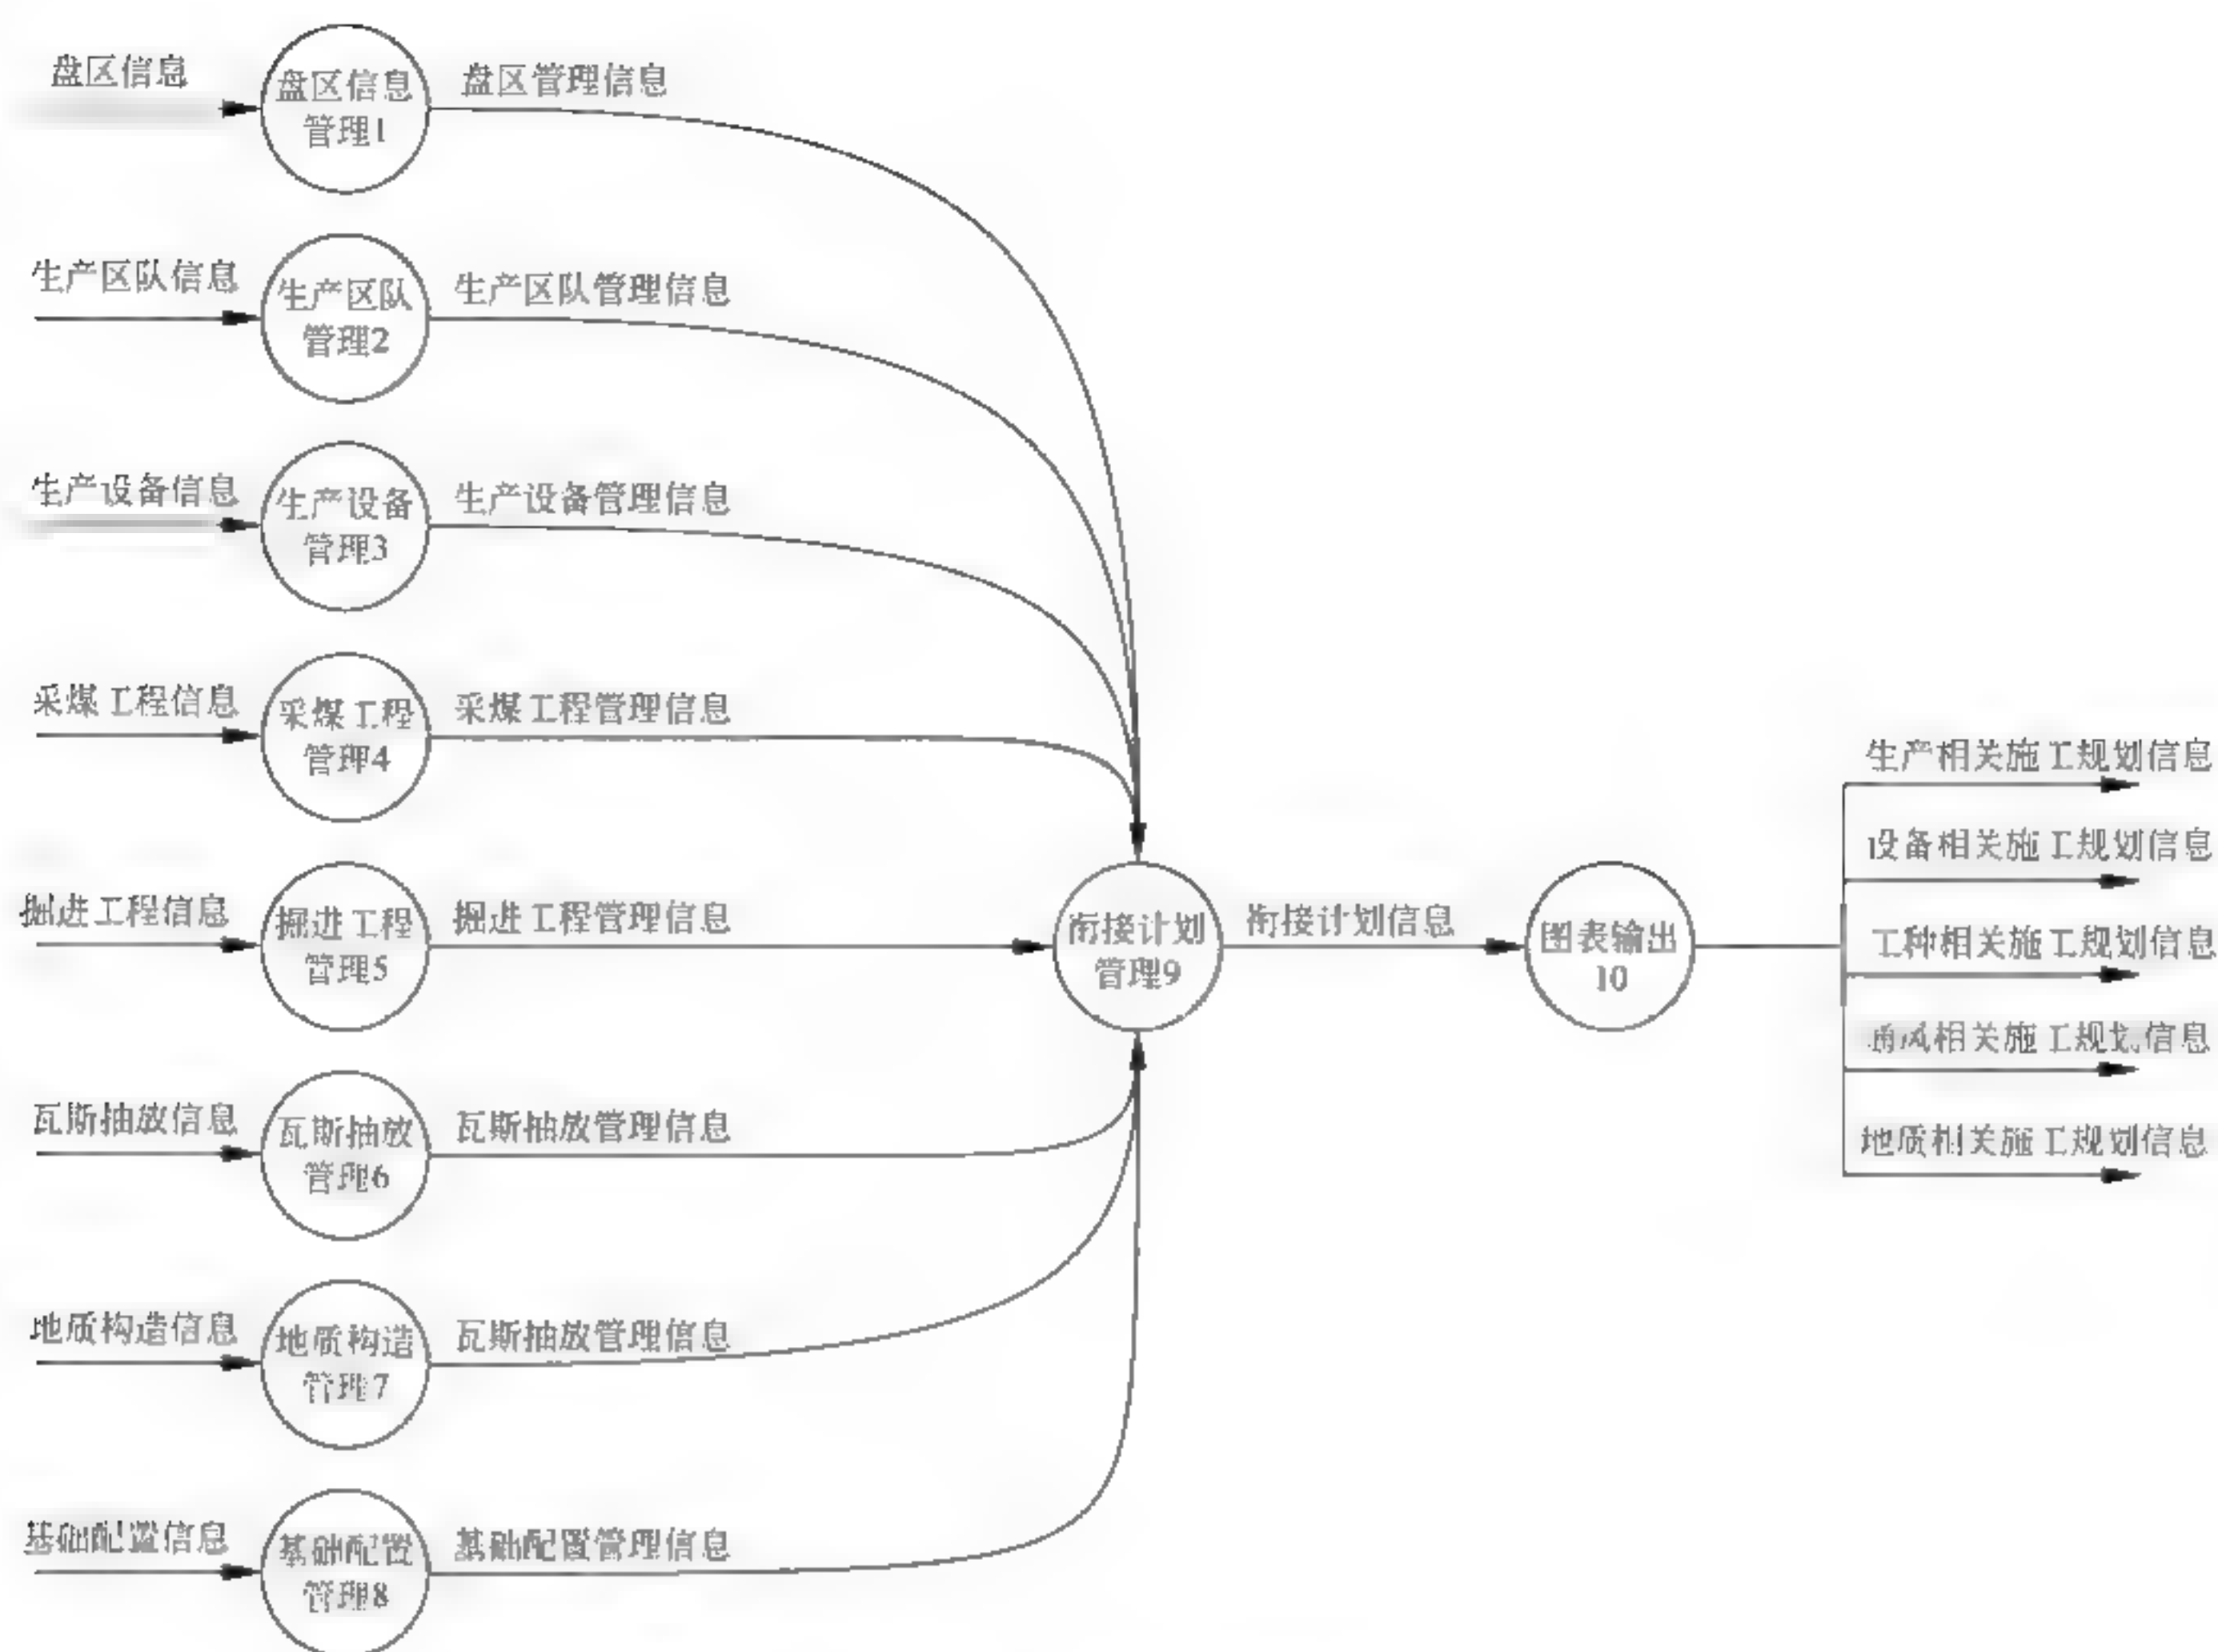 盘区信息
盘区信息
管理1
盘区管理信息
生产区队信息
生产区队
管理2
生产区队管理信息
生产设备信息
生产设备
管理3
生产设备管理信息
采煤工程信息
采煤工程
管理4
采煤工程管理信息
掘进工程信息
掘进工程
管理5
掘进工程管理信息
瓦斯抽放信息
瓦斯抽放
管理6
瓦斯抽放管理信息
地质构造信息
地质构造
管理7
瓦斯抽放管理信息
基础配置信息
基础配置
管理8
基础配置管理信息
衔接计划
管理9
衔接计划信息
图表输出
10
生产相关施工规划信息
设备相关施工规划信息
工种相关施工规划信息
通风相关施工规划信息
地质相关施工规划信息